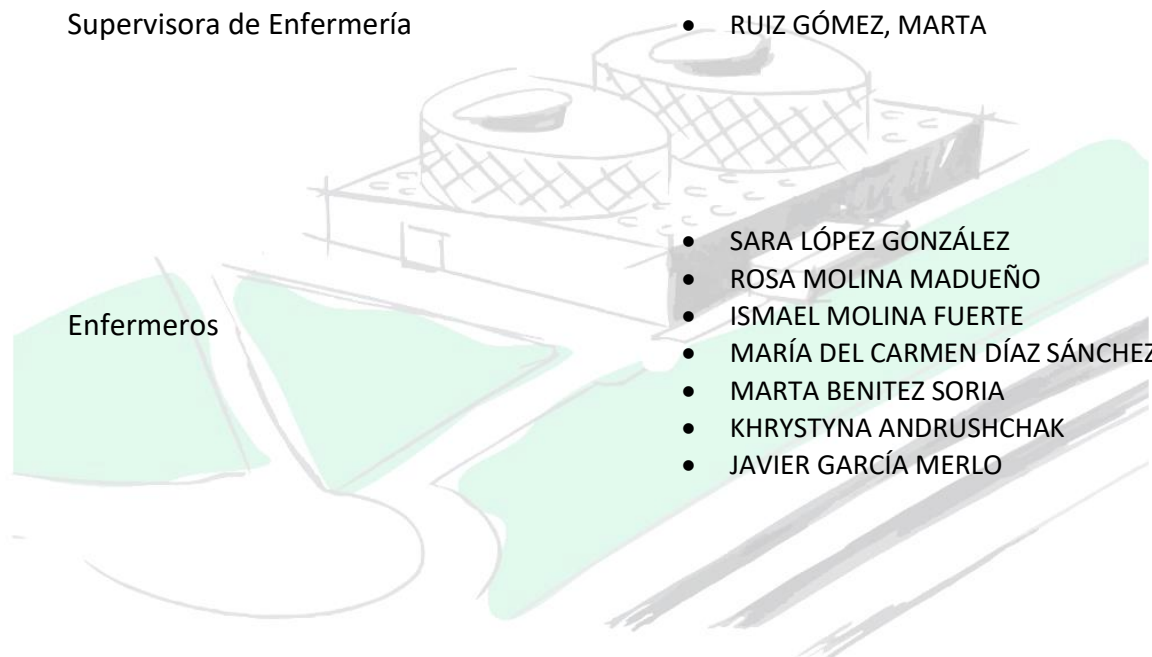 Supervisora de Enfermería
• RUIZ GÓMEZ, MARTA
• SARA LÓPEZ GONZÁLEZ
• ROSA MOLINA MADUEÑO
Enfermeros
• ISMAEL MOLINA FUERTE
• MARÍA DEL CARMEN DÍAZ SÁNCHEZ
• MARTA BENITEZ SORIA
• KHRYSTYNA ANDRUSHCHAK
• JAVIER GARCÍA MERLO